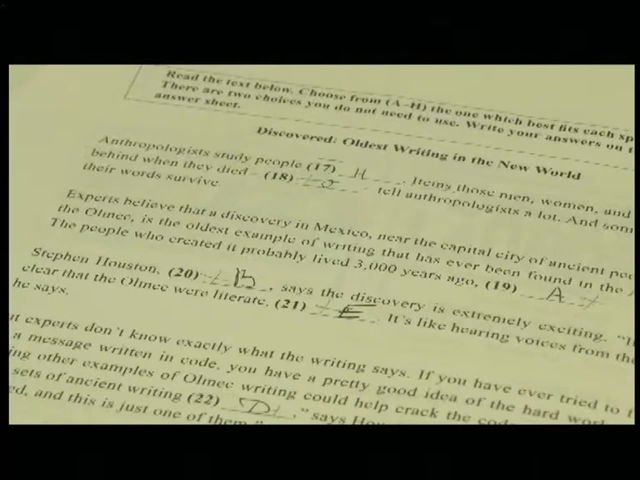 Read the text below. Choose from (A–H) the one which best fits each
There are two choices you do not need to use. Write your answers on
answer sheet.
Discovered: Oldest Writing in the New World
Anthropologists study people (17) H. Items those men, women, and
behind when they died – (18) tell anthropologists a lot. And
their words survive
Experts believe that a discovery in Mexico, near the capital city of ancient
the Olmec, is the oldest example of writing that has ever been found in the
The people who created it probably lived 3,000 years ago, (19) A +
Stephen Houston, (20) + B, says the discovery is extremely exciting.
clear that the Olmec were literate, (21) + E. It's like hearing voices from the
he says.
experts don't know exactly what the writing says. If you have ever tried to
a message written in code, you have a pretty good idea of the hard
other examples of Olmec writing could help crack the
sets of ancient writing (22) D+," says
and this is just one of them